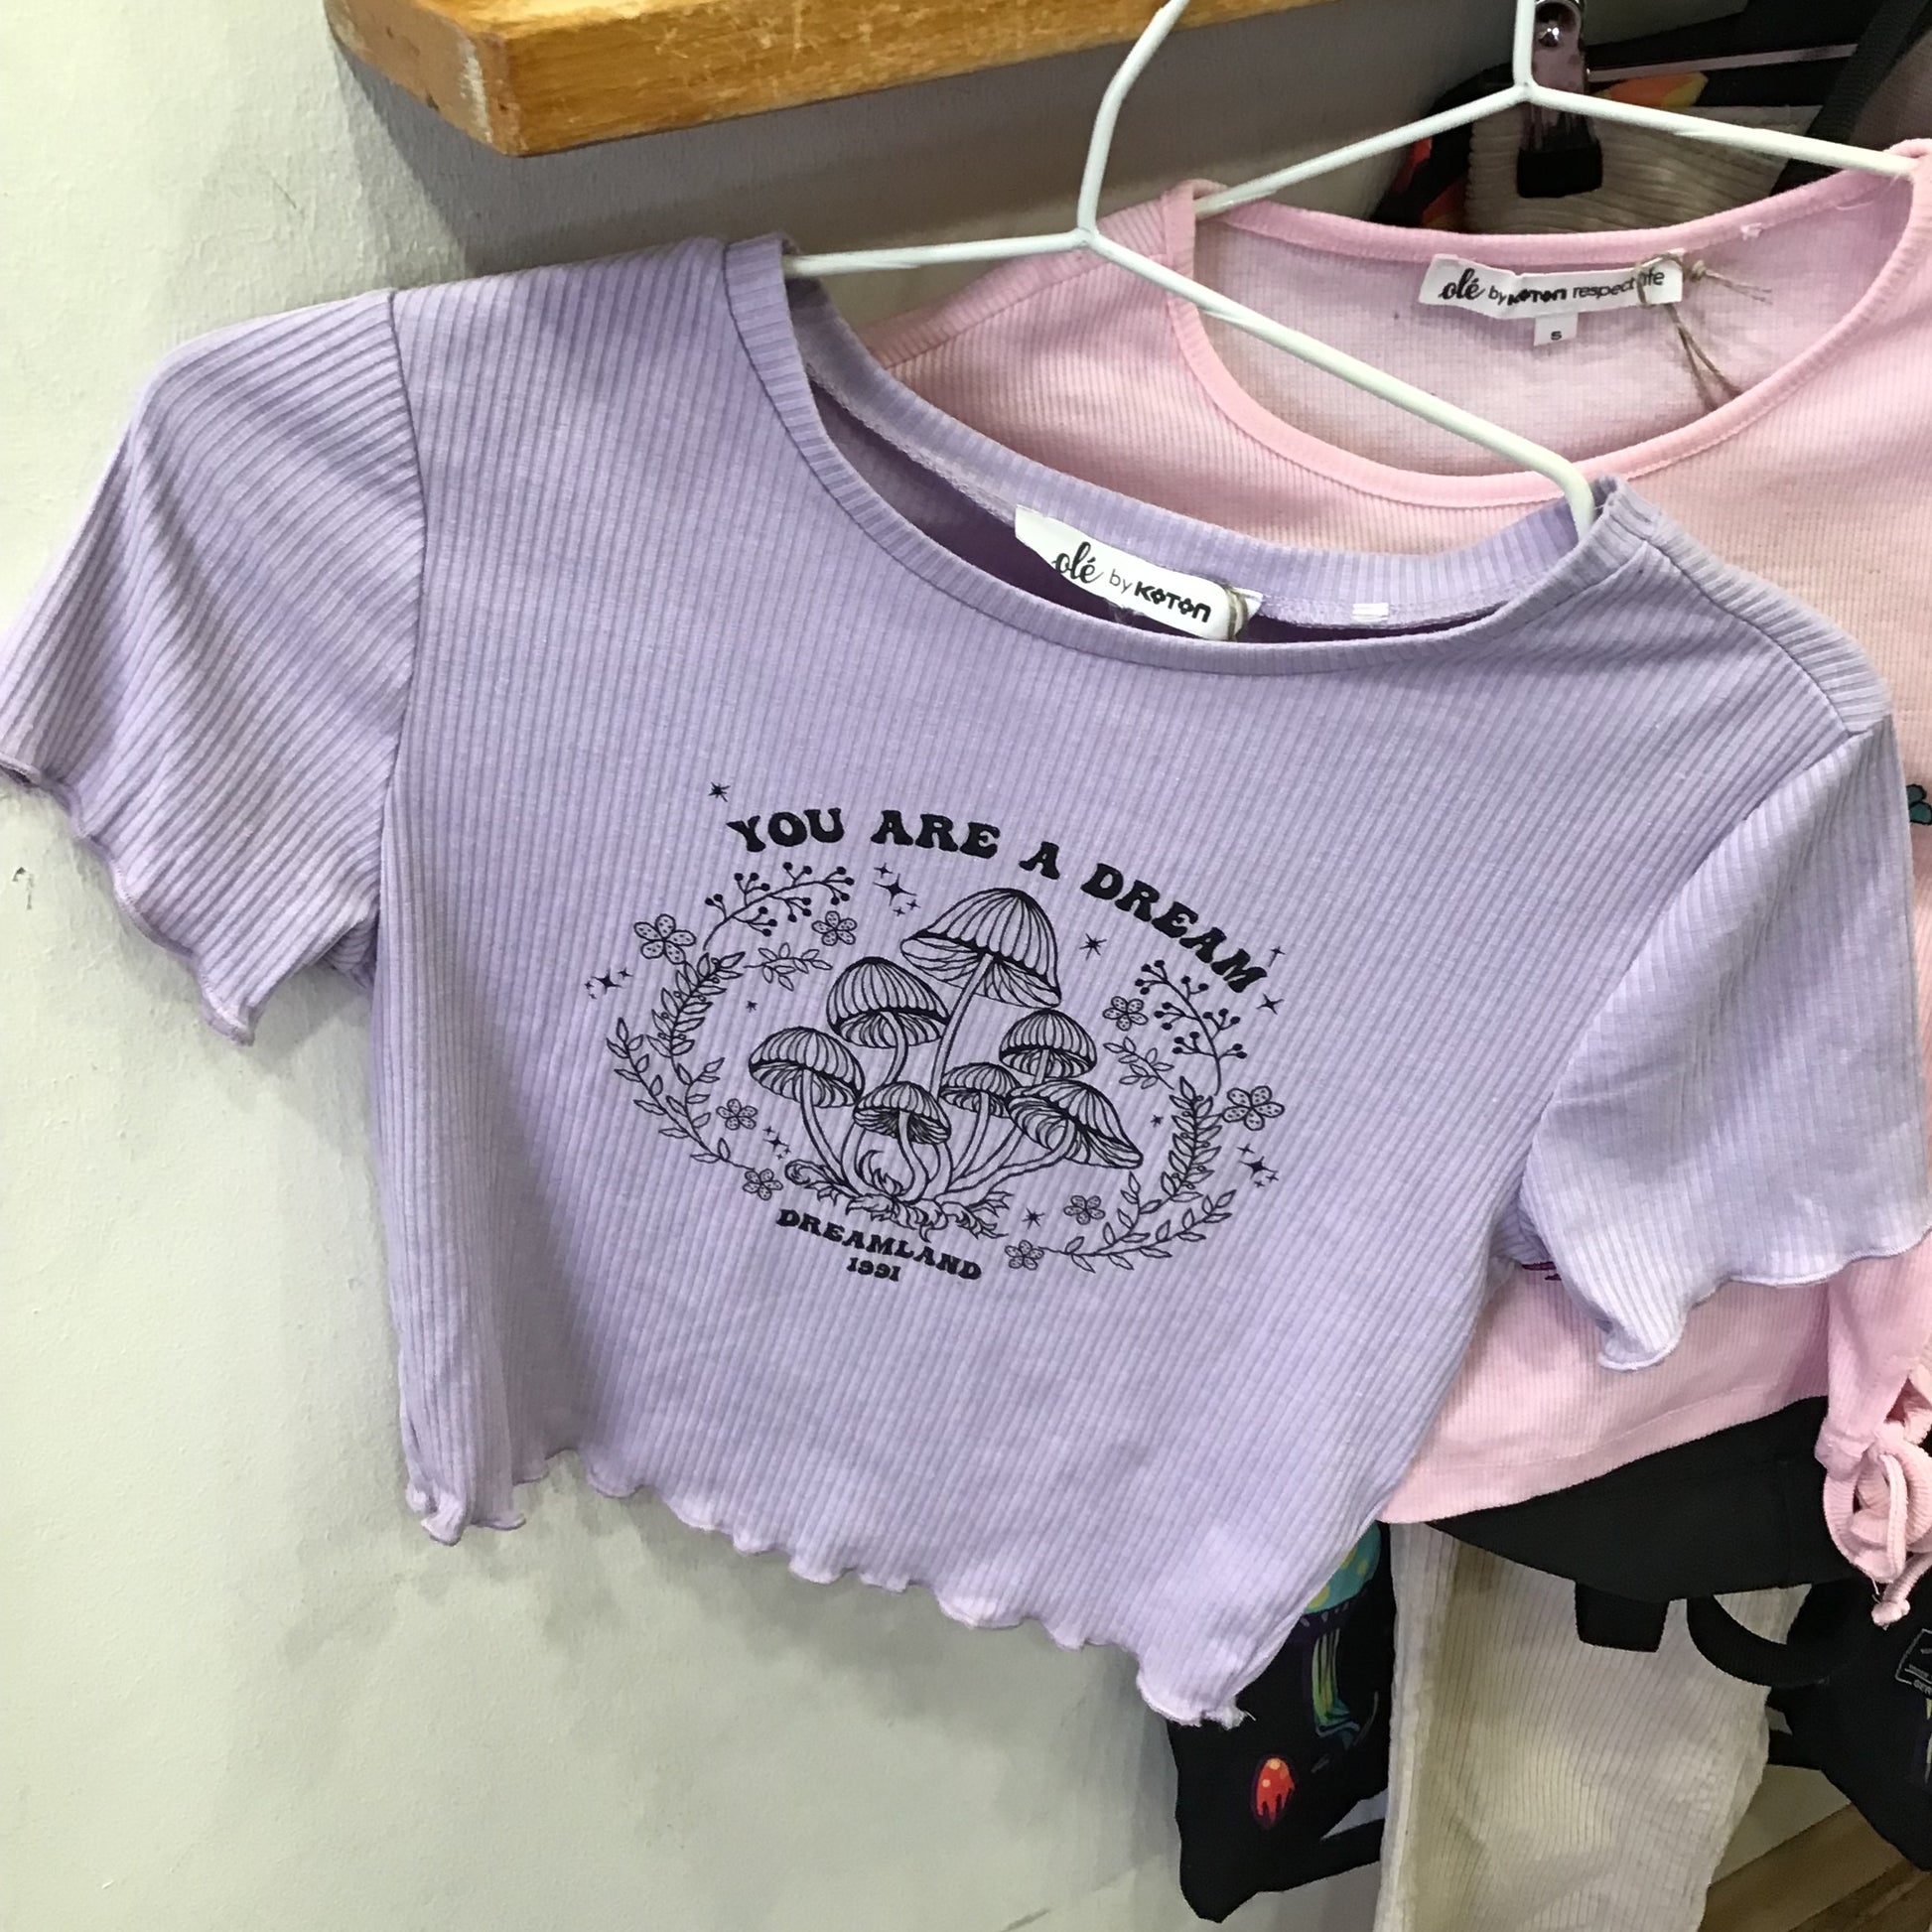 olé by KOTON respect life
S
olé by KOTON
YOU ARE A DREAM
DREAMLAND
1991